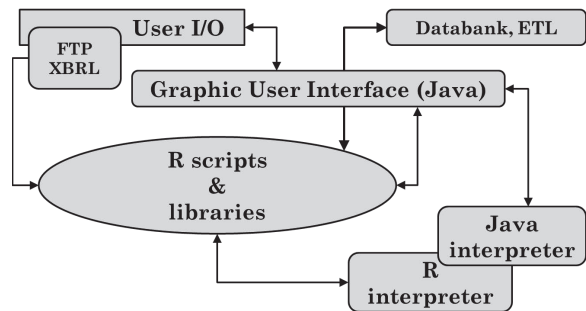 User I/O
FTP
XBRL
Databank, ETL
Graphic User Interface (Java)
R scripts
&
libraries
Java
interpreter
R
interpreter